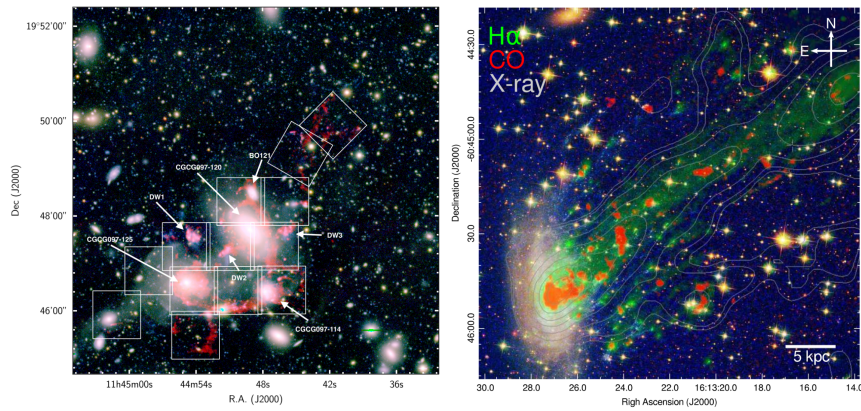 19°52'00''
50'00''
48'00''
46'00''
Dec (J2000)
BO121
CGCG097-120
DW1
CGCG097-125
DW3
DW2
CGCG097-114
11h45m00s
44m54s
48s
42s
36s
R.A. (J2000)
Hα
CO
X-ray
N
E
5 kpc
44:30.0
-60:45:00.0
30.0
46:00.0
Declination (J2000)
30.0
28.0
26.0
24.0
22.0
16:13:20.0
18.0
16.0
14.0
Righ Ascension (J2000)